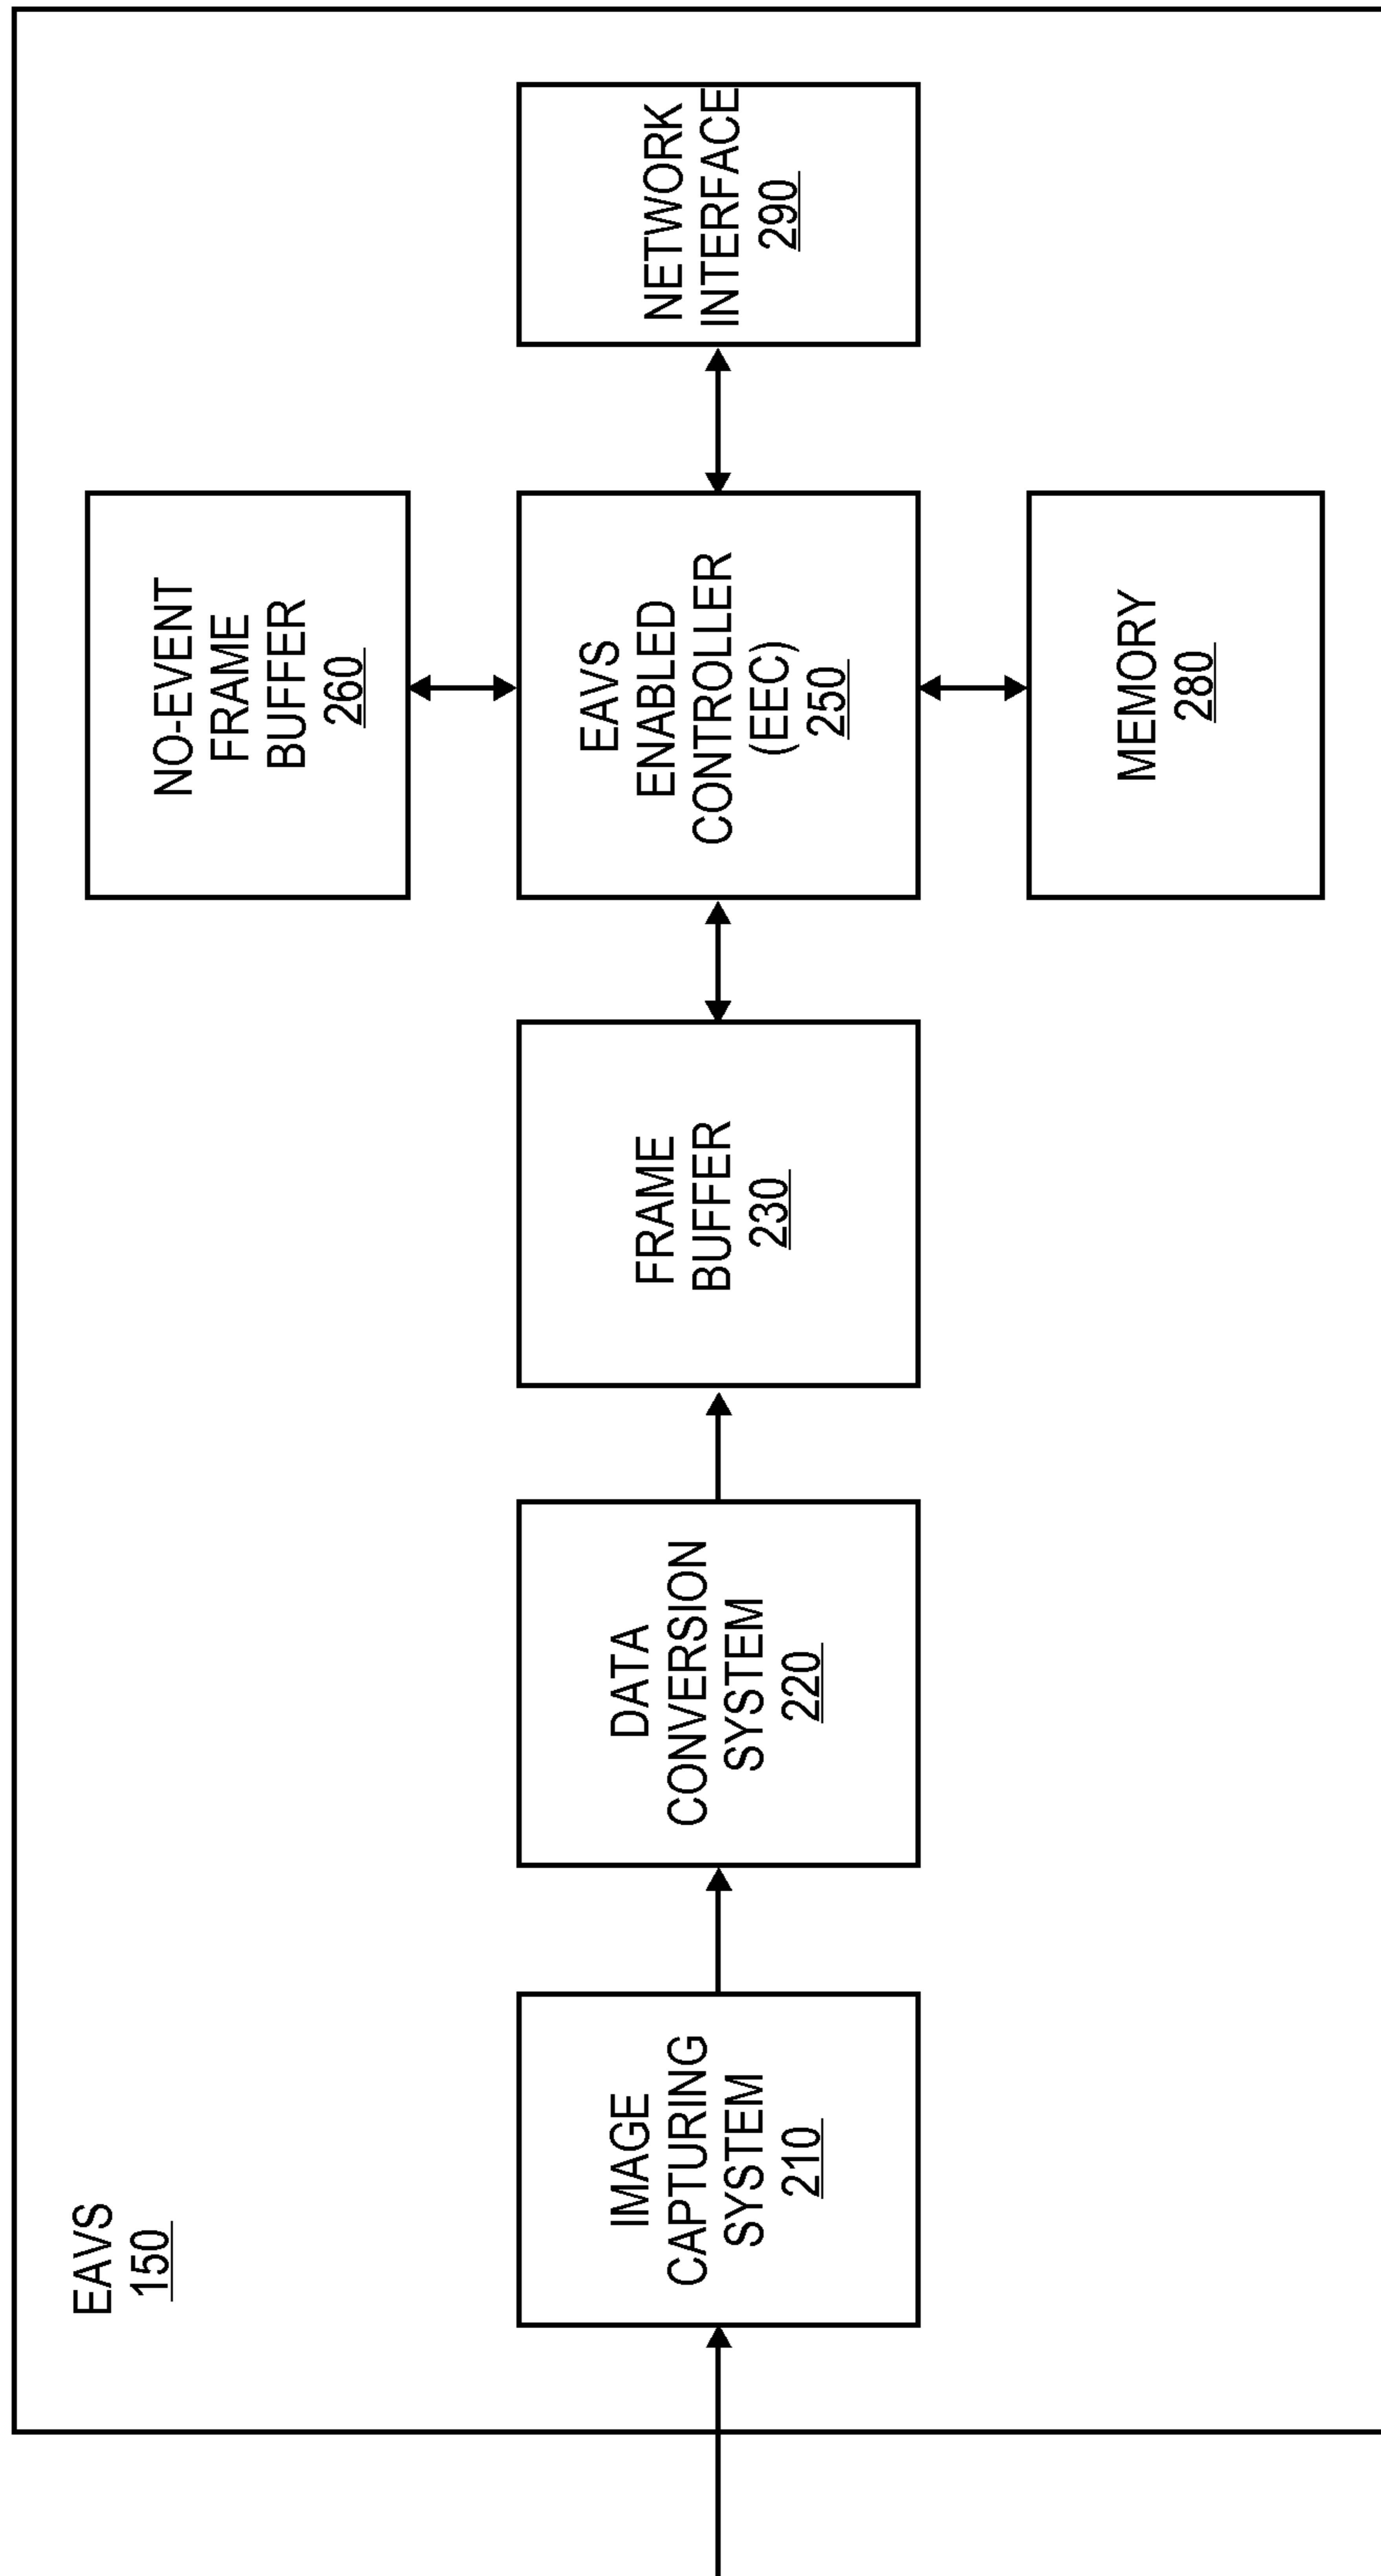 EAVS
150
IMAGE
CAPTURING
SYSTEM
210
DATA
CONVERSION
SYSTEM
220
FRAME
BUFFER
230
NO-EVENT
FRAME
BUFFER
260
EAVS
ENABLED
CONTROLLER
(EEC)
250
MEMORY
280
NETWORK
INTERFACE
290